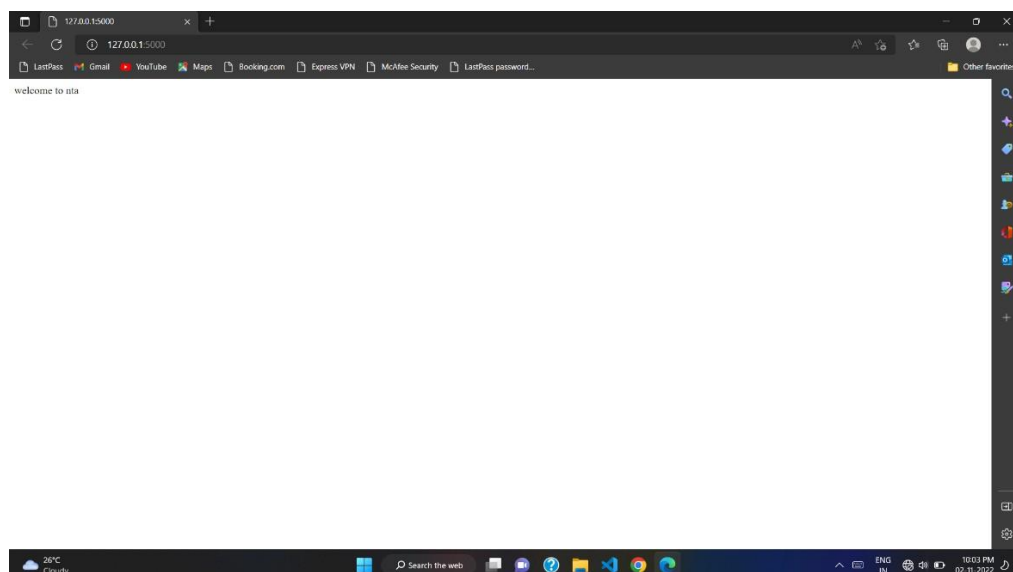 127.0.0.1:5000
127.0.0.1:5000
LastPass Gmail YouTube Maps Booking.com Express VPN McAfee Security LastPass password... Other favorites
welcome to nta
26°C
Cloudy
Search the web
ENG
IN
10:03 PM
02-11-2022